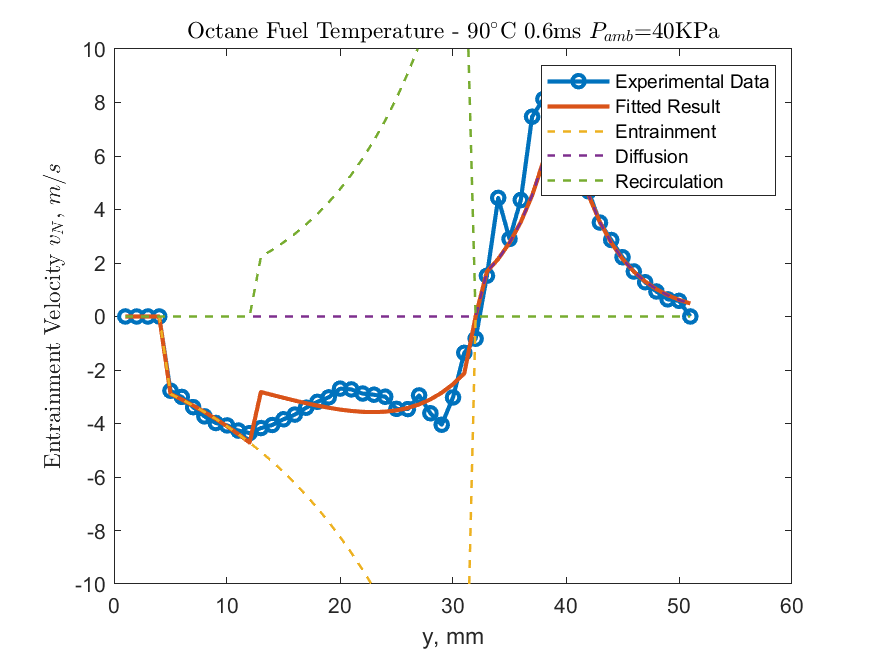 Octane Fuel Temperature - 90°C 0.6ms P_amb=40KPa
Entrainment Velocity v_N, m/s
10
8
6
4
2
0
-2
-4
-6
-8
-10
Experimental Data
Fitted Result
Entrainment
Diffusion
Recirculation
0 10 20 30 40 50 60
y, mm